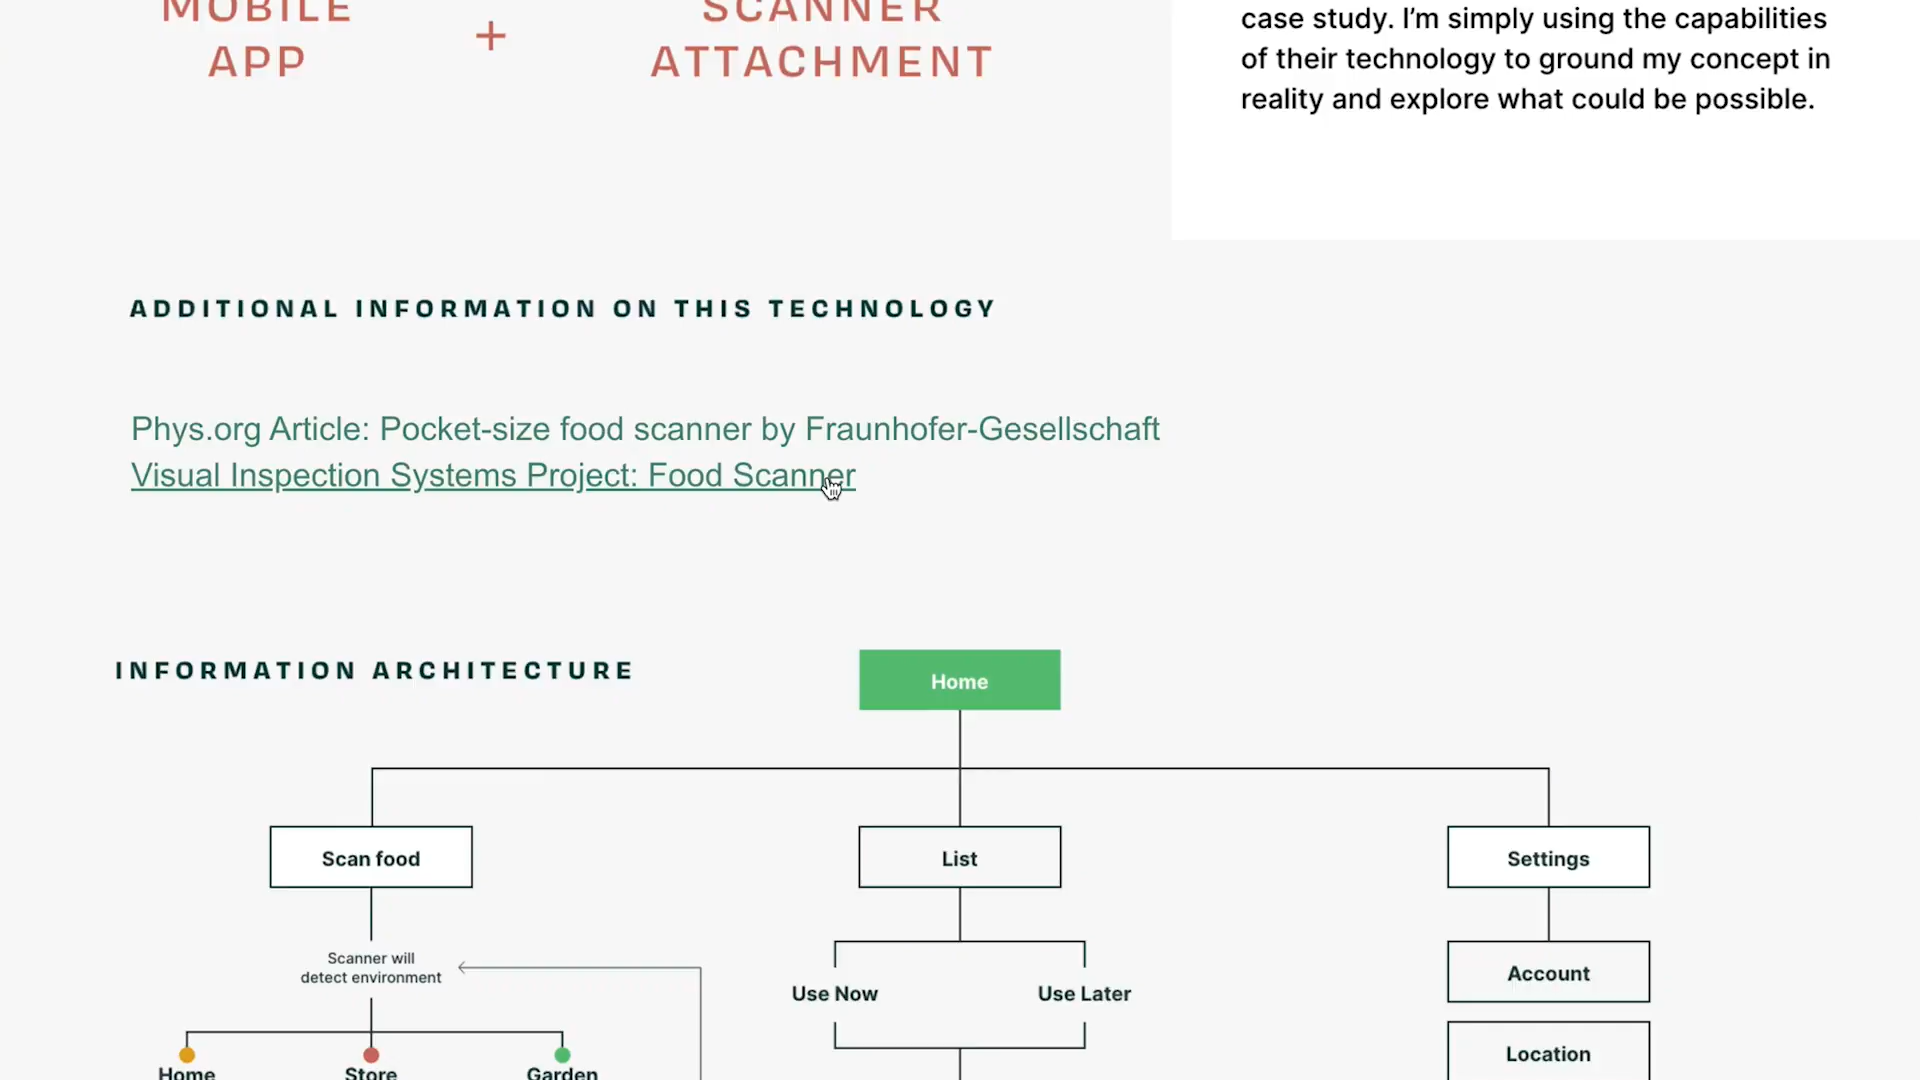 MOBILE
APP
+
SCANNER
ATTACHMENT
case study. I’m simply using the capabilities
of their technology to ground my concept in
reality and explore what could be possible.
ADDITIONAL INFORMATION ON THIS TECHNOLOGY
Phys.org Article: Pocket-size food scanner by Fraunhofer-Gesellschaft
Visual Inspection Systems Project: Food Scanner
INFORMATION ARCHITECTURE
Home
Scan food
List
Settings
Scanner will
detect environment
Use Now
Use Later
Account
Location
Home
Store
Garden